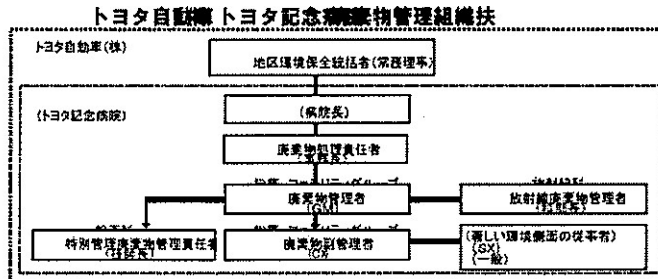 トヨタ自動車 トヨタ記念病院廃棄物管理組織
トヨタ自動車(株)
地区環境保全統括者(常務理事)
(トヨタ記念病院)
(病院長)
廃棄物処理責任者
廃棄物管理者
(GM)
放射線廃棄物管理者
特別管理廃棄物管理責任者
廃棄物副管理者
(CX)
(著しい環境側面の従事者)
(SX)
(一般)